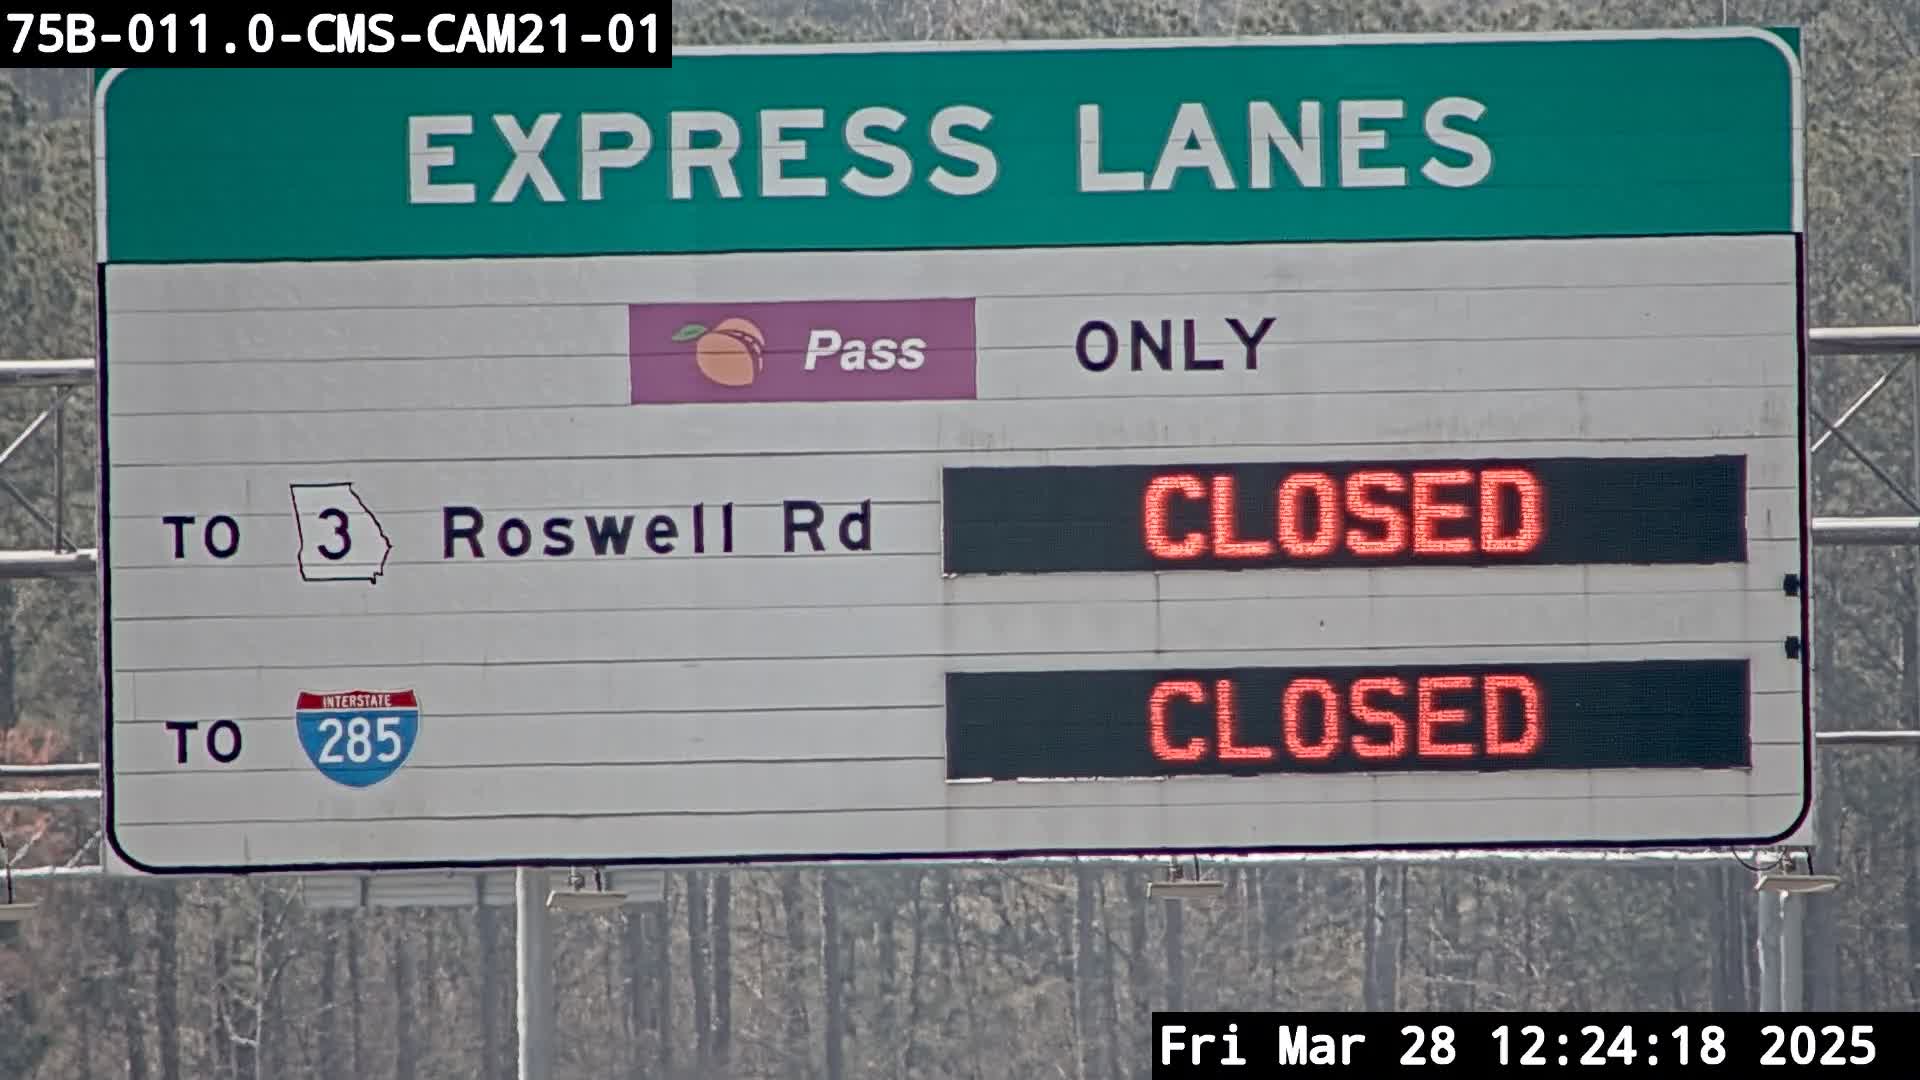 75B-011.0-CMS-CAM21-01
EXPRESS LANES
Pass ONLY
TO 3 Roswell Rd CLOSED
TO INTERSTATE 285 CLOSED
Fri Mar 28 12:24:18 2025